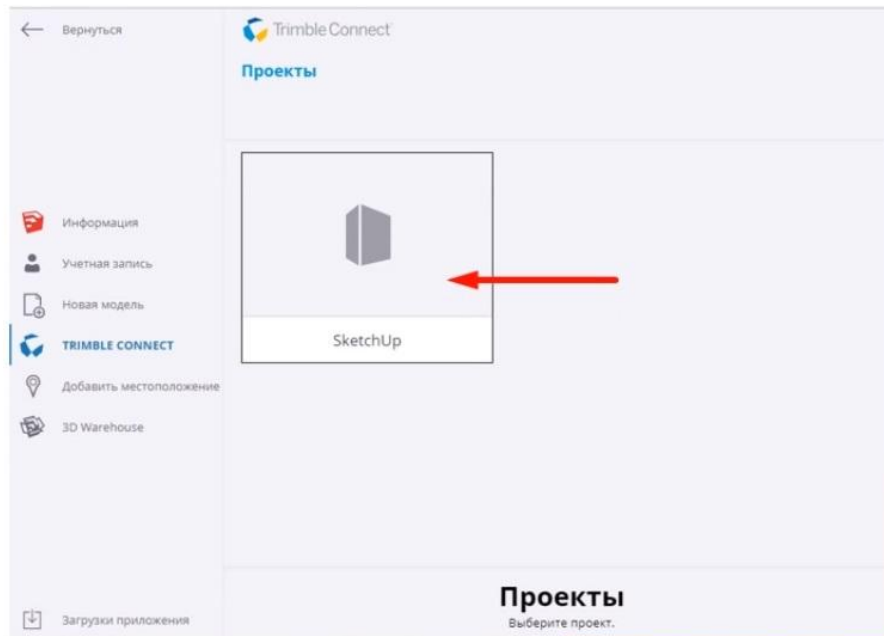 Вернуться
Trimble Connect
Проекты
Информация
Учетная запись
Новая модель
TRIMBLE CONNECT
Добавить местоположение
3D Warehouse
SketchUp
Проекты
Выберите проект.
Загрузки приложения